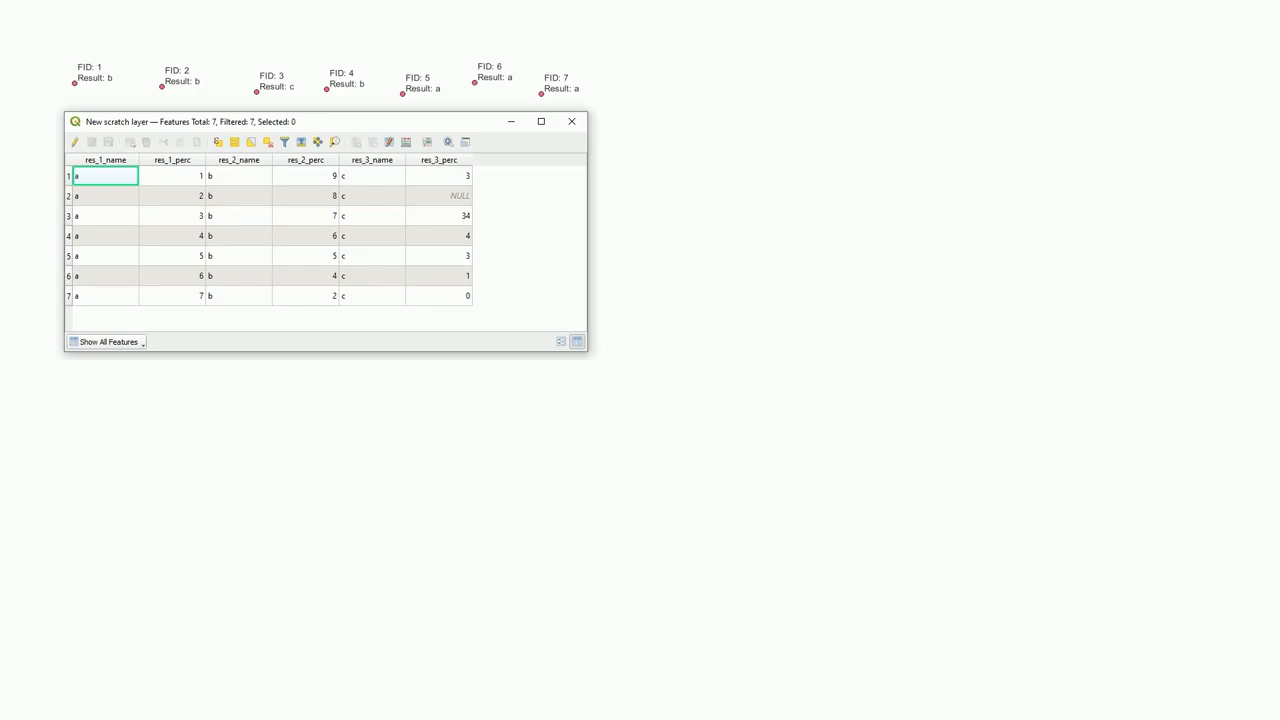 FID: 1
Result: b
FID: 2
Result: b
FID: 3
Result: c
FID: 4
Result: b
FID: 5
Result: a
FID: 6
Result: a
FID: 7
Result: a
New scratch layer — Features Total: 7, Filtered: 7, Selected: 0
res_1_name res_1_perc res_2_name res_2_perc res_3_name res_3_perc
1 a 1 b 9 c 3
2 a 2 b 8 c NULL
3 a 3 b 7 c 34
4 a 4 b 6 c 4
5 a 5 b 5 c 3
6 a 6 b 4 c 1
7 a 7 b 2 c 0
Show All Features